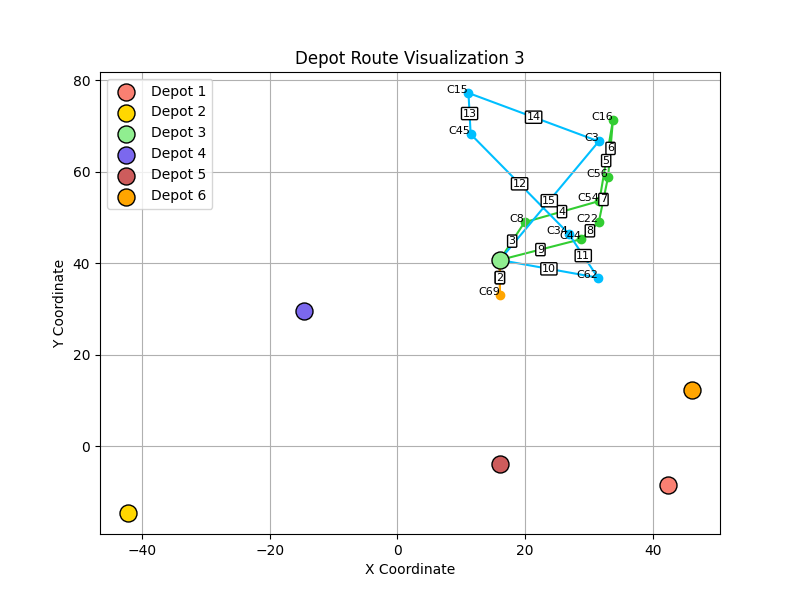 Depot Route Visualization 3
Depot 1
Depot 2
Depot 3
Depot 4
Depot 5
Depot 6
C15
C45
C16
C3
C56
C54
C22
C8
C34
C44
C62
C69
13
14
6
5
12
15
7
4
3
8
9
11
10
2
80
60
40
20
0
−40
−20
0
20
40
X Coordinate
Y Coordinate